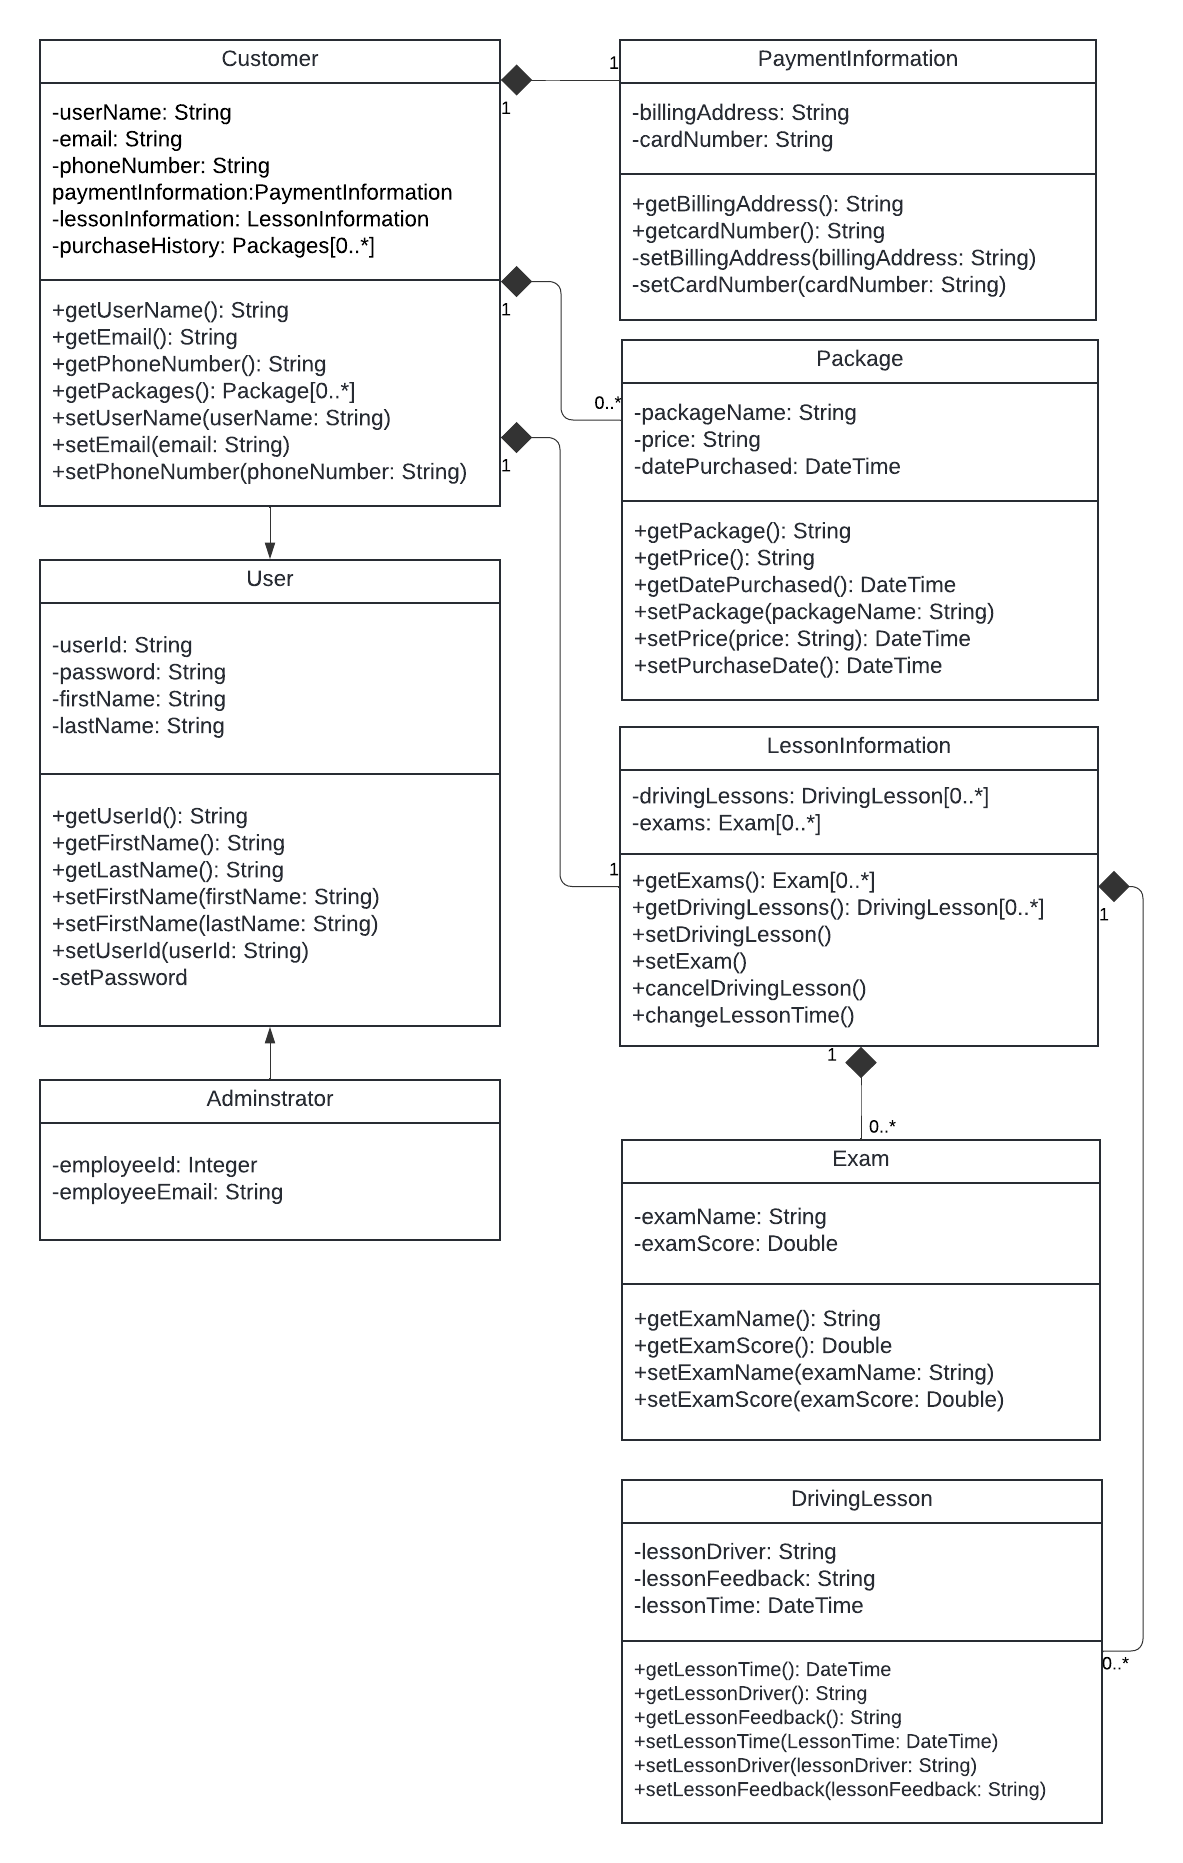 Customer
-userName: String
-email: String
-phoneNumber: String
paymentInformation:PaymentInformation
-lessonInformation: LessonInformation
-purchaseHistory: Packages[0..*]
+getUserName(): String
+getEmail(): String
+getPhoneNumber(): String
+getPackages(): Package[0..*]
+setUserName(userName: String)
+setEmail(email: String)
+setPhoneNumber(phoneNumber: String)
1
1
1
1
0..*
1
PaymentInformation
-billingAddress: String
-cardNumber: String
+getBillingAddress(): String
+getcardNumber(): String
-setBillingAddress(billingAddress: String)
-setCardNumber(cardNumber: String)
Package
-packageName: String
-price: String
-datePurchased: DateTime
+getPackage(): String
+getPrice(): String
+getDatePurchased(): DateTime
+setPackage(packageName: String)
+setPrice(price: String): DateTime
+setPurchaseDate(): DateTime
User
-userId: String
-password: String
-firstName: String
-lastName: String
+getUserId(): String
+getFirstName(): String
+getLastName(): String
+setFirstName(firstName: String)
+setFirstName(lastName: String)
+setUserId(userId: String)
-setPassword
LessonInformation
-drivingLessons: DrivingLesson[0..*]
-exams: Exam[0..*]
+getExams(): Exam[0..*]
+getDrivingLessons(): DrivingLesson[0..*]
+setDrivingLesson()
+setExam()
+cancelDrivingLesson()
+changeLessonTime()
1
1
0..*
Adminstrator
-employeeId: Integer
-employeeEmail: String
Exam
-examName: String
-examScore: Double
+getExamName(): String
+getExamScore(): Double
+setExamName(examName: String)
+setExamScore(examScore: Double)
DrivingLesson
-lessonDriver: String
-lessonFeedback: String
-lessonTime: DateTime
+getLessonTime(): DateTime
+getLessonDriver(): String
+getLessonFeedback(): String
+setLessonTime(LessonTime: DateTime)
+setLessonDriver(lessonDriver: String)
+setLessonFeedback(lessonFeedback: String)
0..*